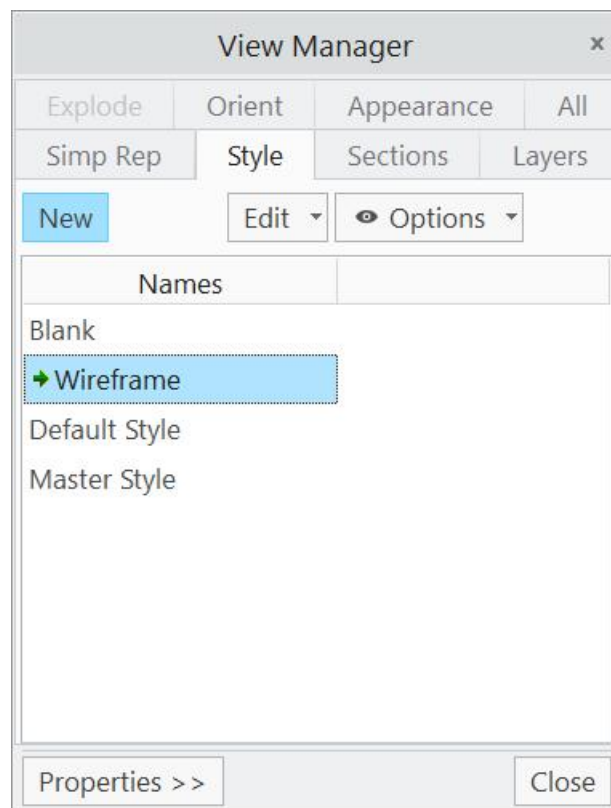 View Manager x
Explode Orient Appearance All
Simp Rep Style Sections Layers
New Edit Options
Names
Blank
Wireframe
Default Style
Master Style
Properties >> Close